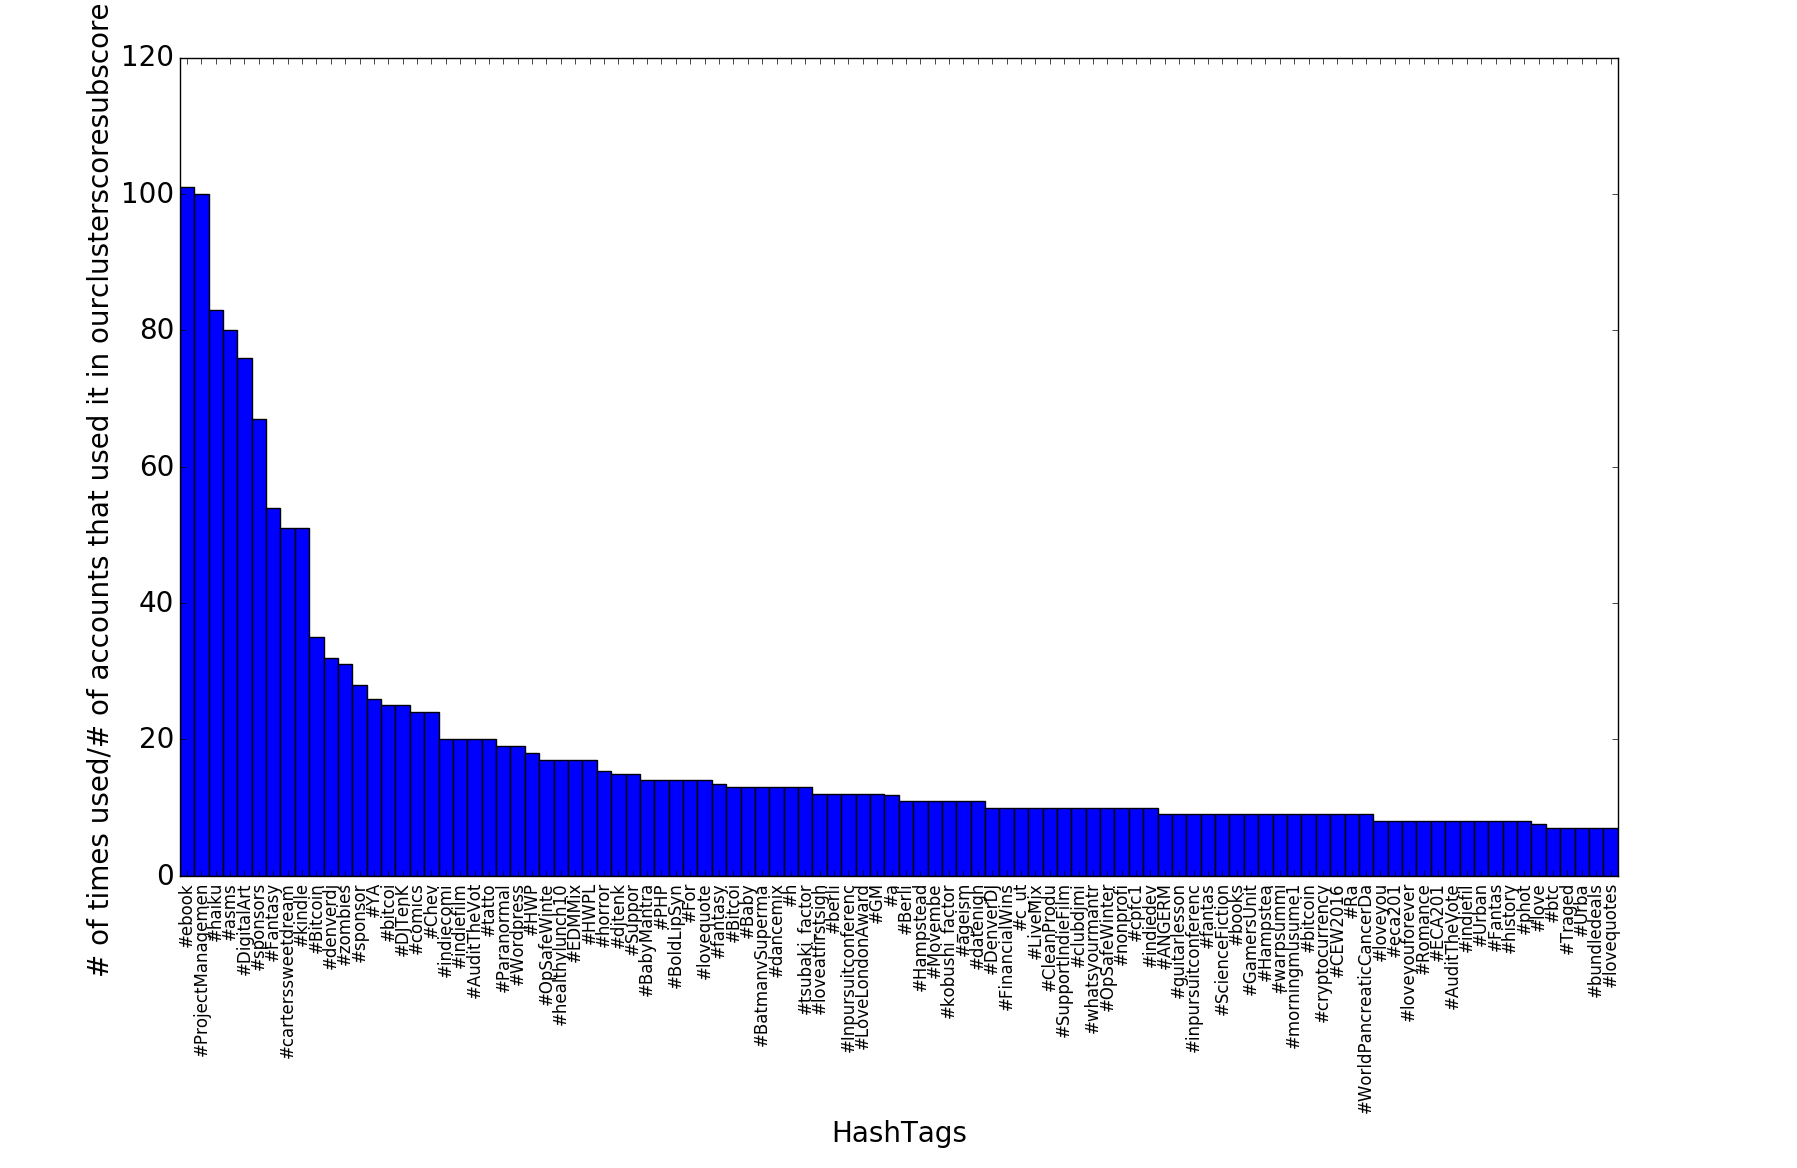 # of times used/# of accounts that used it in ourclusterscoresubscore
120
100
80
60
40
20
0
#ebook
#ProjectManagemen
#haiku
#asms
#DigitalArt
#sponsors
#Fantasy
#carterssweetdream
#kindle
#Bitcoin
#denverdj
#zombies
#sponsor
#YA
#bitcoi
#DJTenK
#comics
#Chev
#indiecomi
#indiefilm
#AuditTheVot
#tatto
#Paranormal
#Wordpress
#HWP
#OpSafeWinte
#healthylunch10
#EDMMix
#HWPL
#horror
#djtenk
#Suppor
#BabyMantra
#PHP
#BoldLipSyn
#For
#lovequote
#fantasy
#Bitcoi
#Baby
#BatmanvSuperma
#dancemix
#h
#tsubaki_factor
#loveatfirstsigh
#berli
#Inpursuitconferenc
#LoveLondonAward
#GM
#a
#Berli
#Hampstead
#Movembe
#kobushi_factor
#ageism
#datenigh
#DenverDJ
#FinancialWins
#c_ut
#LiveMix
#CleanProdu
#SupportIndieFilm
#clubdjmi
#whatsyourmantr
#OpSafeWinter
#nonprofi
#cpfc1
#indiedev
#ANGERM
#guitarlesson
#inpursuitconferenc
#fantas
#ScienceFiction
#books
#GamersUnit
#Hampstea
#warpsummi
#morningmusume1
#bitcoin
#cryptocurrency
#CEW2016
#Ra
#WorldPancreaticCancerDa
#loveyou
#eca201
#loveyouforever
#Romance
#ECA201
#AuditTheVote
#indiefil
#Urban
#Fantas
#history
#phot
#love
#btc
#Traged
#Urba
#bundledeals
#lovequotes
HashTags